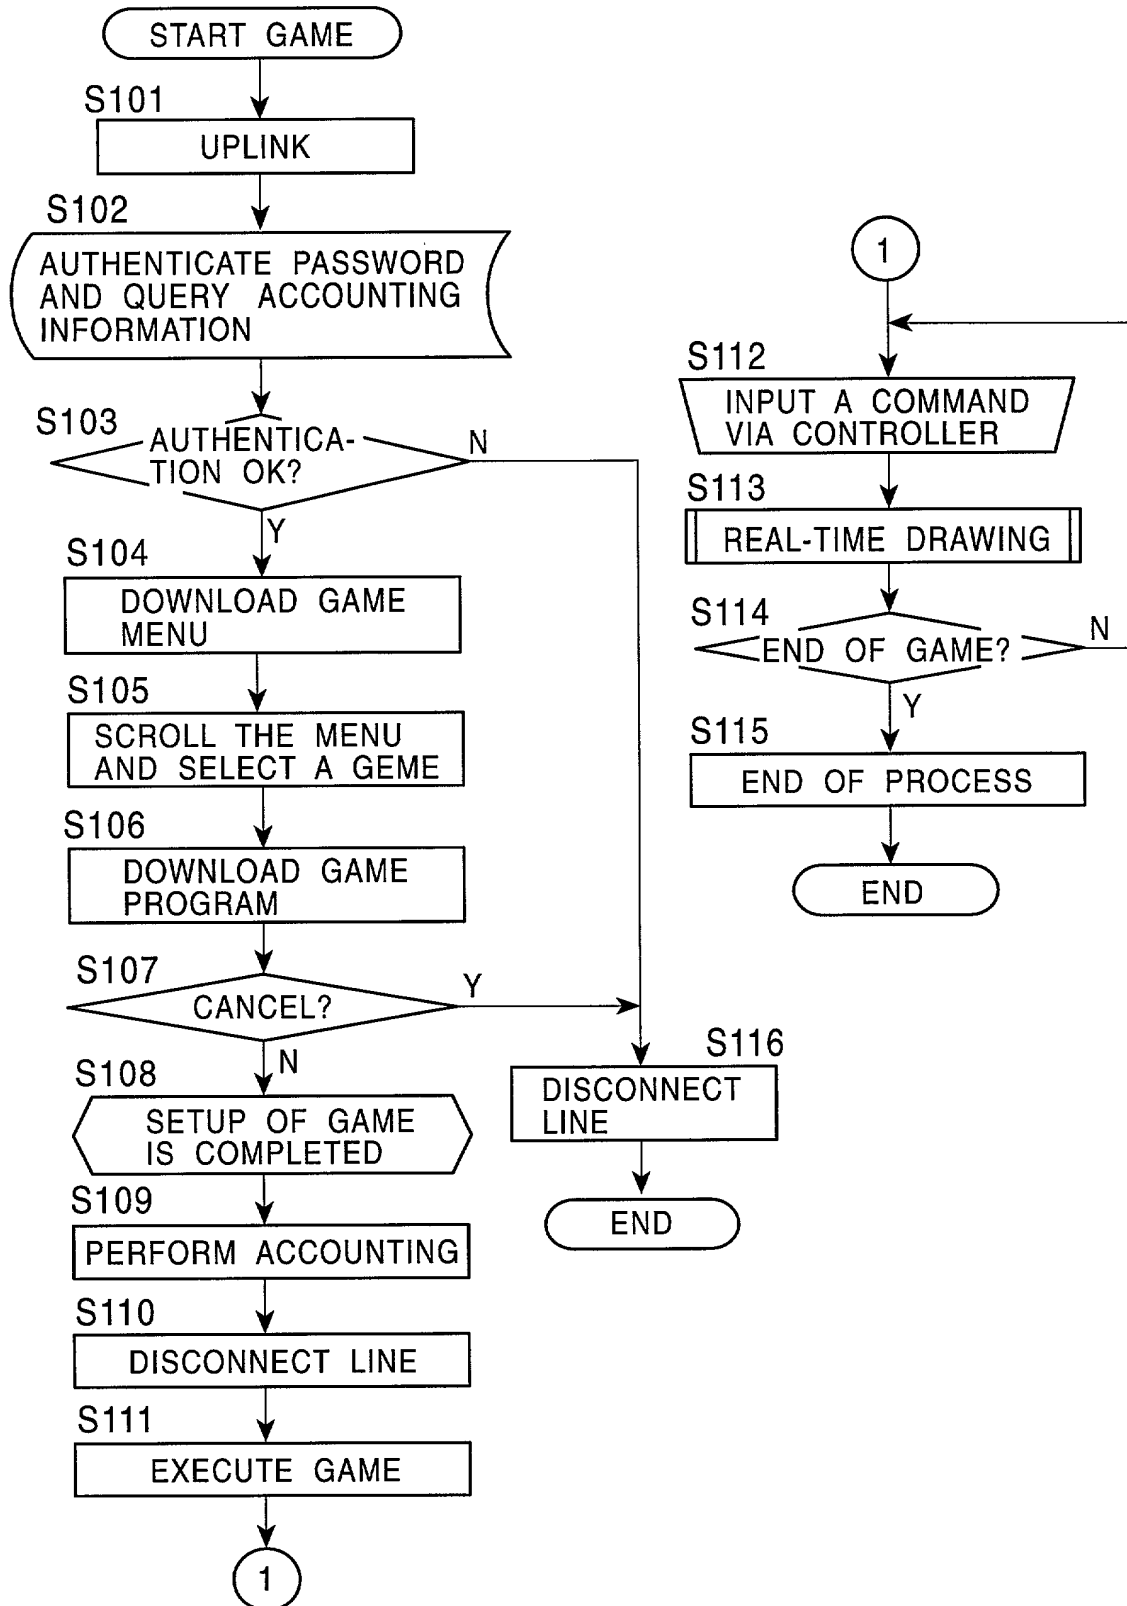 START GAME
S101
UPLINK
S102
AUTHENTICATE PASSWORD
AND QUERY ACCOUNTING
INFORMATION
S103
AUTHENTICA-
TION OK?
N
Y
S104
DOWNLOAD GAME
MENU
S105
SCROLL THE MENU
AND SELECT A GEME
S106
DOWNLOAD GAME
PROGRAM
S107
CANCEL?
Y
N
S108
SETUP OF GAME
IS COMPLETED
S109
PERFORM ACCOUNTING
S110
DISCONNECT LINE
S111
EXECUTE GAME
1
S116
DISCONNECT
LINE
END
1
S112
INPUT A COMMAND
VIA CONTROLLER
S113
REAL-TIME DRAWING
S114
END OF GAME?
N
Y
S115
END OF PROCESS
END